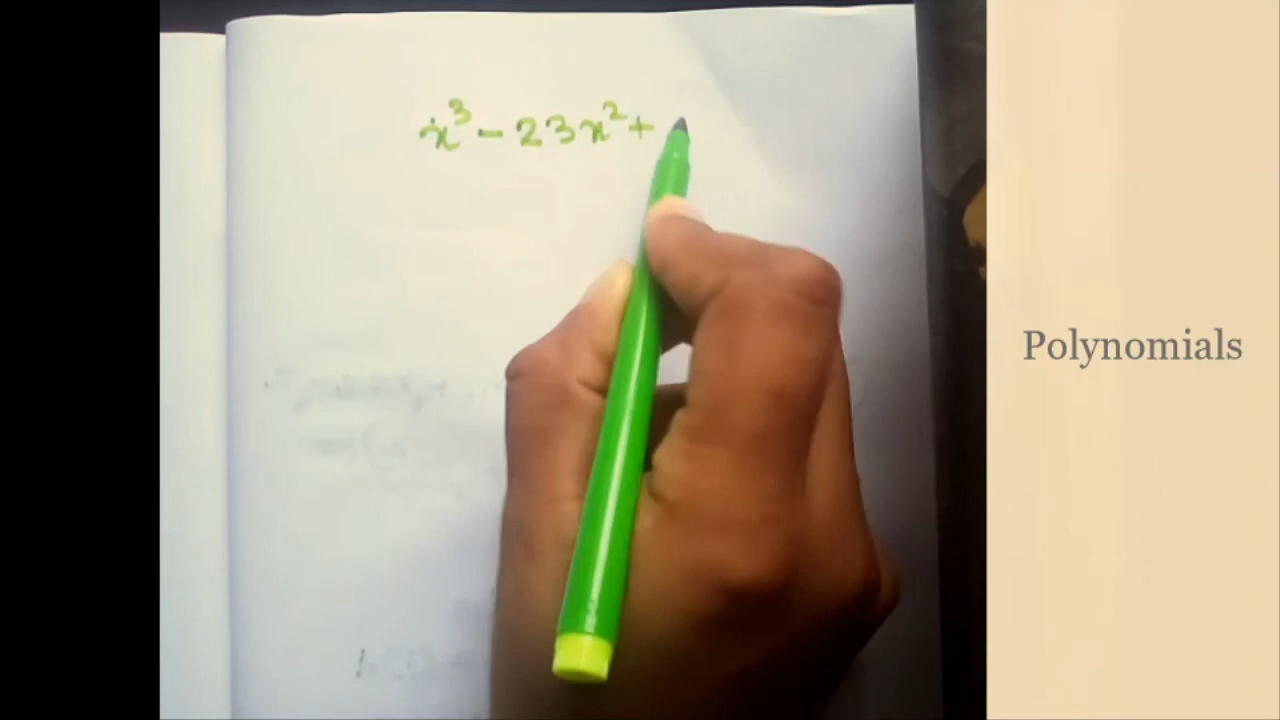 x³ - 23x² +
Polynomials